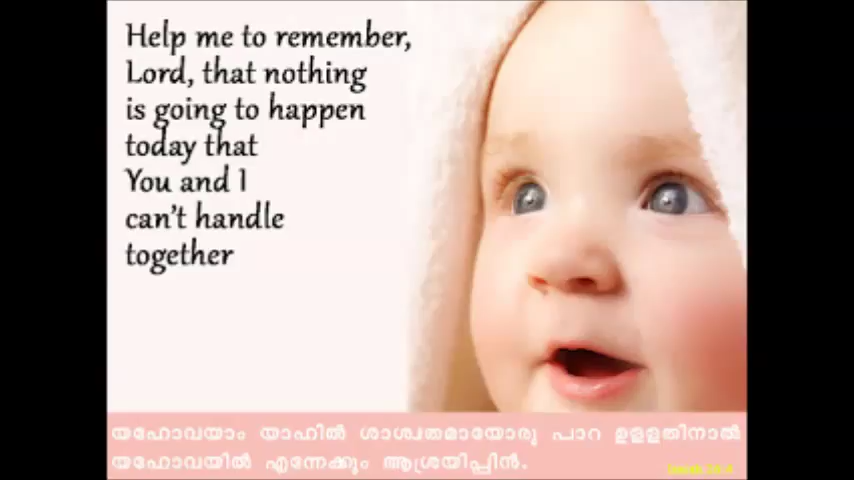 Help me to remember,
Lord, that nothing
is going to happen
today that
You and I
can't handle
together
യഹോവയാം യാഹിൽ ശാശ്വതമായോരു പാറ ഉള്ളതിനാൽ
യഹോവയിൽ എന്നേക്കും ആശ്രയിപ്പിൻ.